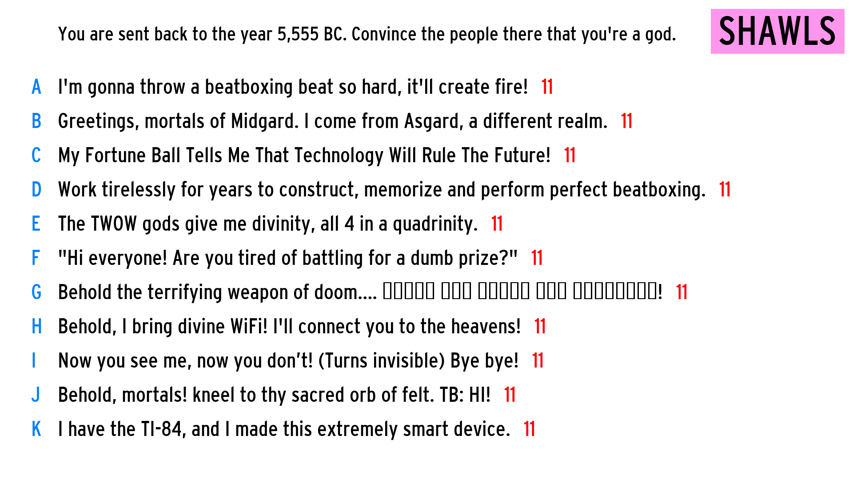 You are sent back to the year 5,555 BC. Convince the people there that you're a god.
SHAWLS
A I'm gonna throw a beatboxing beat so hard, it'll create fire! 11
B Greetings, mortals of Midgard. I come from Asgard, a different realm. 11
C My Fortune Ball Tells Me That Technology Will Rule The Future! 11
D Work tirelessly for years to construct, memorize and perform perfect beatboxing. 11
E The TWOW gods give me divinity, all 4 in a quadrinity. 11
F "Hi everyone! Are you tired of battling for a dumb prize?" 11
G Behold the terrifying weapon of doom.... ! 11
H Behold, I bring divine WiFi! I'll connect you to the heavens! 11
I Now you see me, now you don’t! (Turns invisible) Bye bye! 11
J Behold, mortals! kneel to thy sacred orb of felt. TB: HI! 11
K I have the TI-84, and I made this extremely smart device. 11